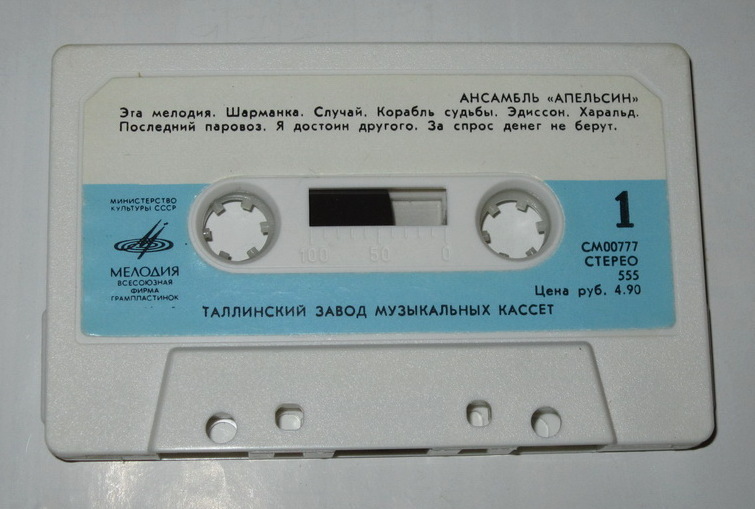 АНСАМБЛЬ «АПЕЛЬСИН»
Эта мелодия. Шарманка. Случай. Корабль судьбы. Эдиссон. Харальд.
Последний паровоз. Я достоин другого. За спрос денег не берут.
МИНИСТЕРСТВО
КУЛЬТУРЫ СССР
МЕЛОДИЯ
ВСЕСОЮЗНАЯ
ФИРМА
ГРАМПЛАСТИНОК
100 50 0
1
СМ00777
СТЕРЕО
555
Цена руб. 4.90
ТАЛЛИНСКИЙ ЗАВОД МУЗЫКАЛЬНЫХ КАССЕТ